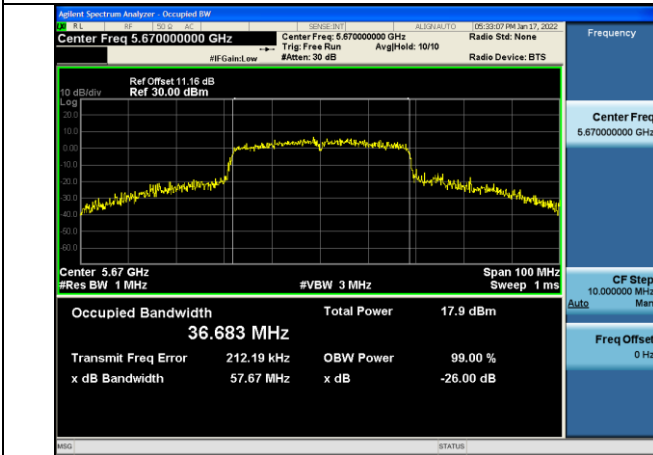 Agilent Spectrum Analyzer - Occupied BW
RL RF 50 Ω AC SENSE:INT ALIGNAUTO 05:33:07 PM Jan 17, 2022
Center Freq 5.670000000 GHz Center Freq: 5.670000000 GHz Radio Std: None
Trig: Free Run Avg|Hold: 10/10
#IFGain:Low #Atten: 30 dB Radio Device: BTS
Ref Offset 11.16 dB
10 dB/div Ref 30.00 dBm
Log
20.0
10.0
0.00
-10.0
-20.0
-30.0
-40.0
-50.0
-60.0
Center 5.67 GHz Span 100 MHz
#Res BW 1 MHz #VBW 3 MHz Sweep 1 ms
Occupied Bandwidth Total Power 17.9 dBm
36.683 MHz
Transmit Freq Error 212.19 kHz OBW Power 99.00 %
x dB Bandwidth 57.67 MHz x dB -26.00 dB
MSG STATUS
Frequency
Center Freq
5.670000000 GHz
CF Step
10.000000 MHz
Auto Man
Freq Offset
0 Hz